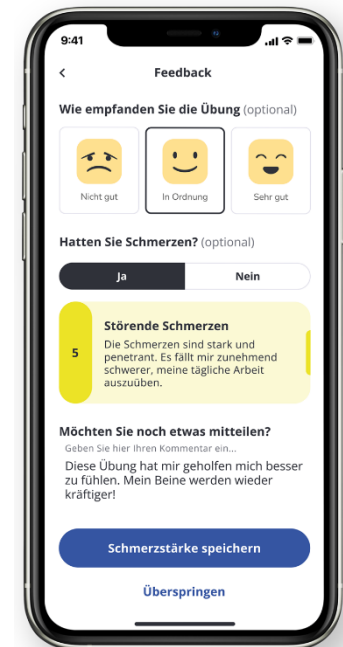 9:41
Feedback
Wie empfanden Sie die Übung (optional)
Nicht gut
In Ordnung
Sehr gut
Hatten Sie Schmerzen? (optional)
Ja
Nein
5
Störende Schmerzen
Die Schmerzen sind stark und
penetrant. Es fällt mir zunehmend
schwerer, meine tägliche Arbeit
auszuüben.
Möchten Sie noch etwas mitteilen?
Geben Sie hier Ihren Kommentar ein...
Diese Übung hat mir geholfen mich besser
zu fühlen. Mein Beine werden wieder
kräftiger!
Schmerzstärke speichern
Überspringen